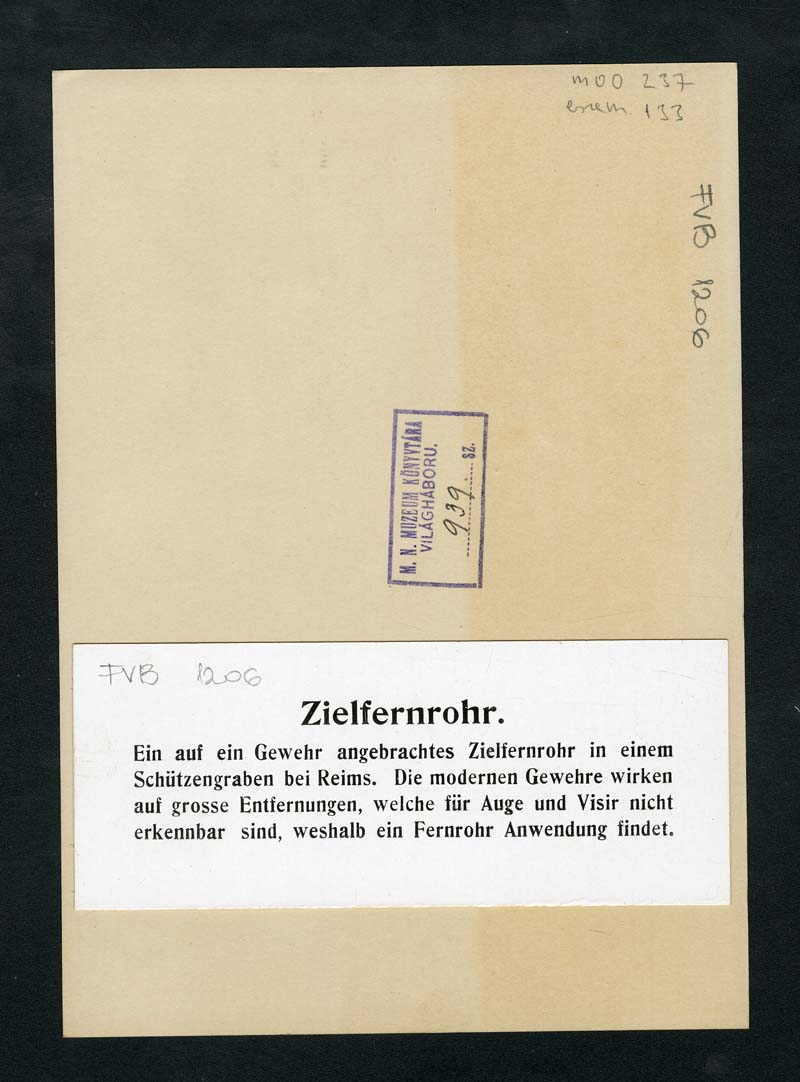 m00 237
133
FVB 1206
M. N. MUZEUM KÖNYVTÁRA
VILÁGHÁBORU.
939. SZ.
FVB 1206
Zielfernrohr.
Ein auf ein Gewehr angebrachtes Zielfernrohr in einem
Schützengraben bei Reims. Die modernen Gewehre wirken
auf grosse Entfernungen, welche für Auge und Visir nicht
erkennbar sind, weshalb ein Fernrohr Anwendung findet.